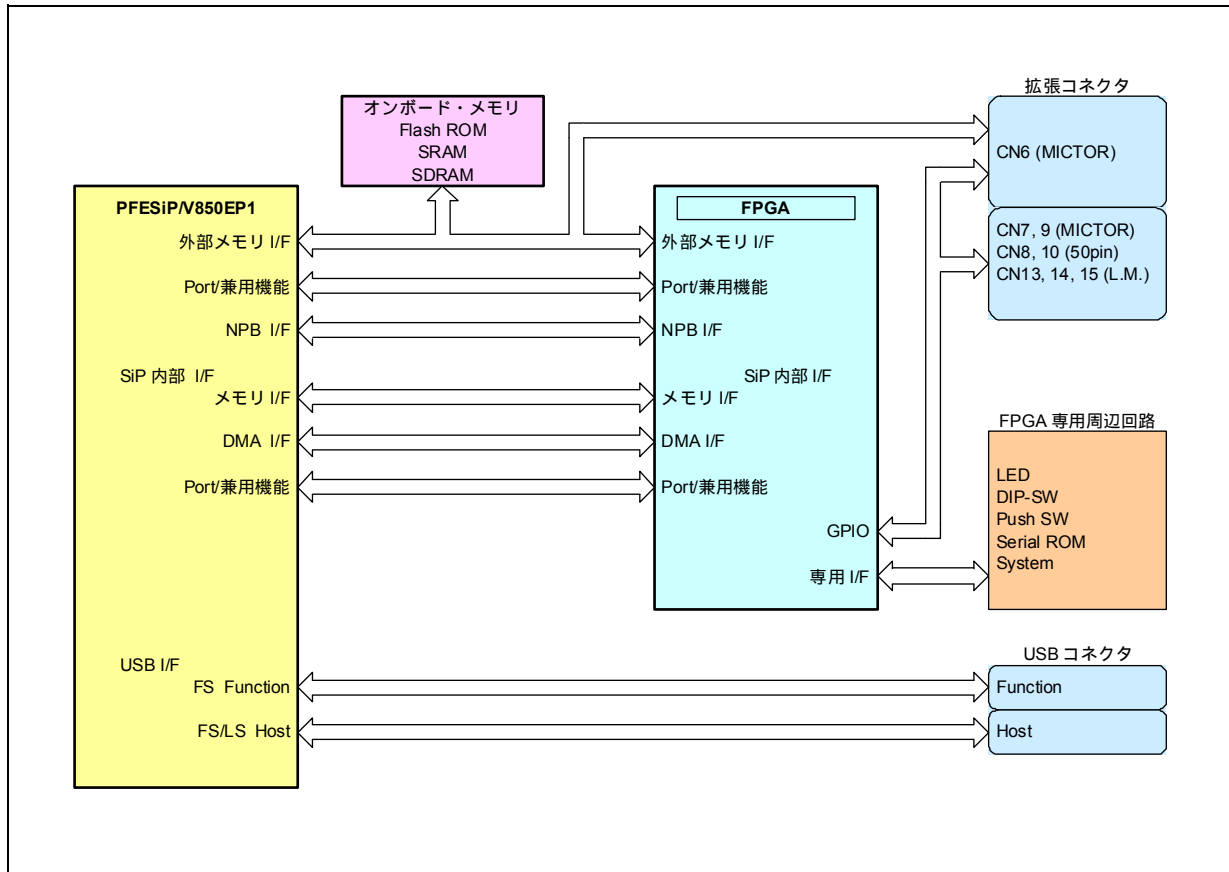 オンボード・メモリ
Flash ROM
SRAM
SDRAM
拡張コネクタ
CN6 (MICTOR)
CN7, 9 (MICTOR)
CN8, 10 (50pin)
CN13, 14, 15 (L.M.)
PFESiP/V850EP1
外部メモリ I/F
Port/兼用機能
NPB I/F
SiP 内部 I/F
メモリ I/F
DMA I/F
Port/兼用機能
USB I/F
FS Function
FS/LS Host
FPGA
外部メモリ I/F
Port/兼用機能
NPB I/F
SiP 内部 I/F
メモリ I/F
DMA I/F
Port/兼用機能
GPIO
専用 I/F
FPGA 専用周辺回路
LED
DIP-SW
Push SW
Serial ROM
System
USB コネクタ
Function
Host